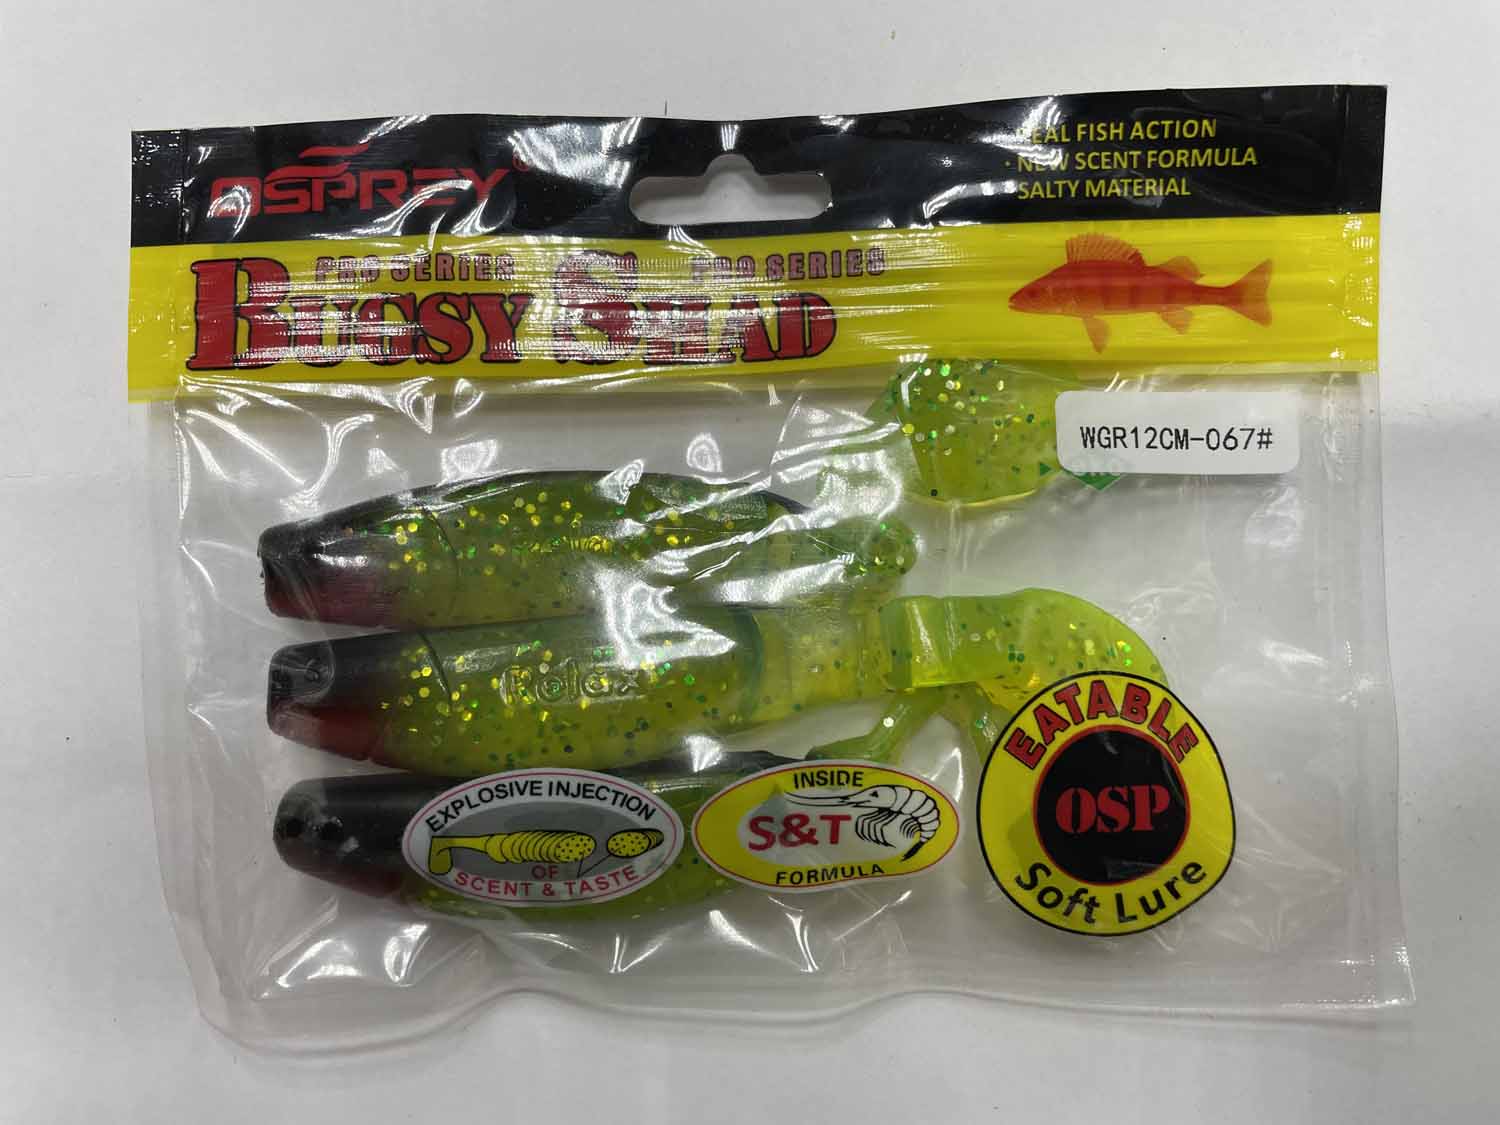 OSPREY®
· REAL FISH ACTION
· NEW SCENT FORMULA
SALTY MATERIAL
PRO SERIES PRO SERIES
BUGSY SHAD
WGR12CM-067#
Relax
EXPLOSIVE INJECTION
OF
SCENT & TASTE
INSIDE
S&T
FORMULA
EATABLE
OSP
Soft Lure